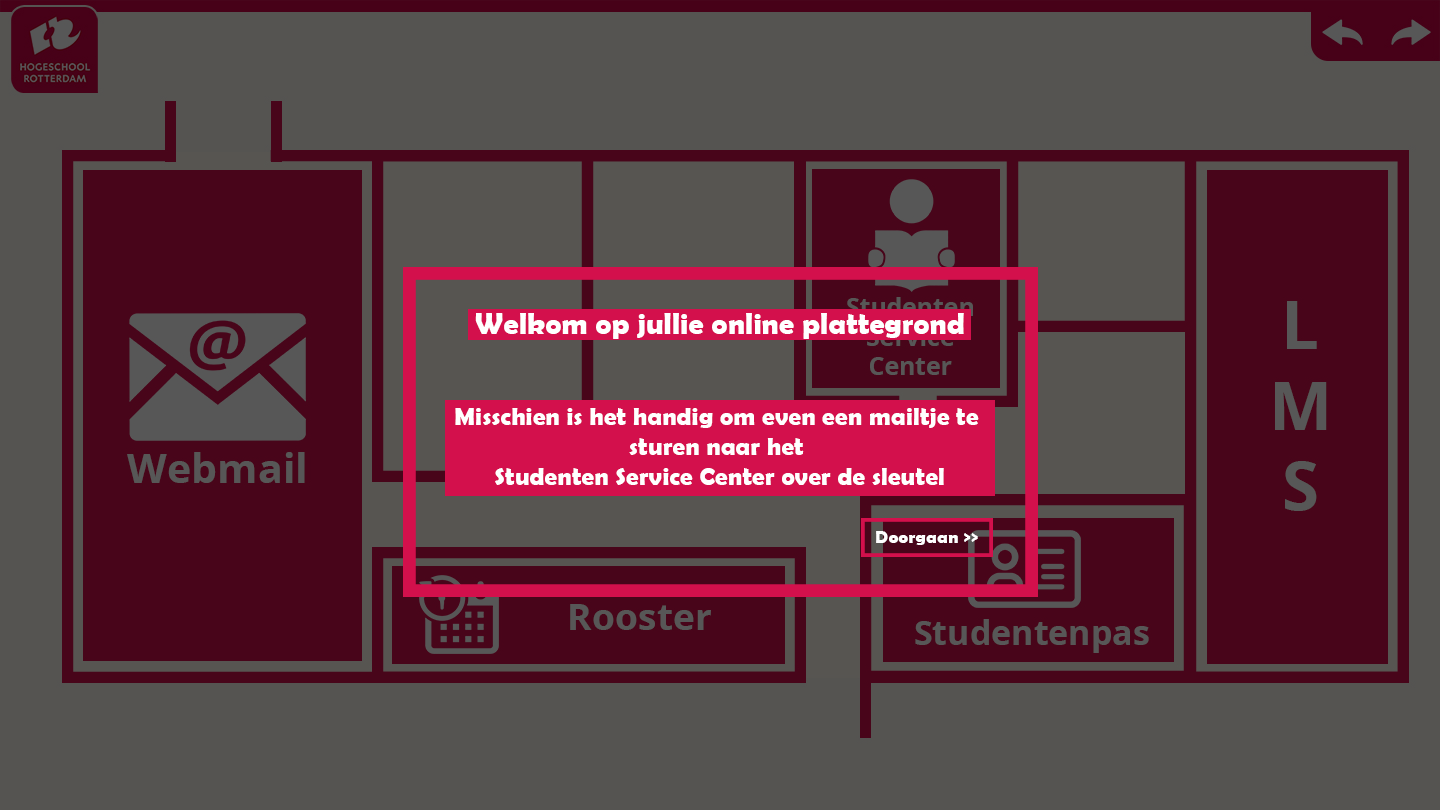 HOGESCHOOL
ROTTERDAM
Studenten
Service
Center
Welkom op jullie online plattegrond
L
M
S
@
Webmail
Misschien is het handig om even een mailtje te
sturen naar het
Studenten Service Center over de sleutel
Doorgaan >>
Rooster
Studentenpas